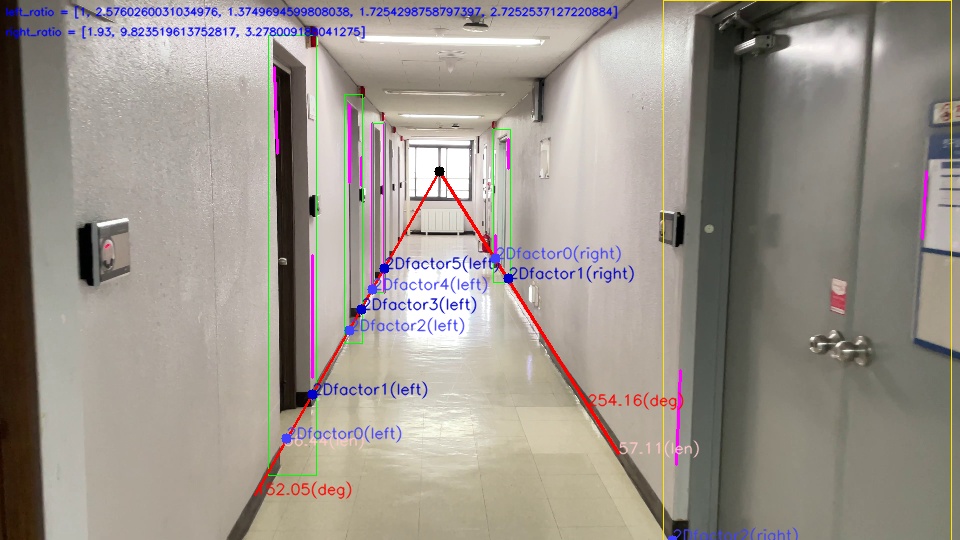 left_ratio = [1, 2.5760260031034976, 1.3749694599808038, 1.7254298758797397, 2.7252537127220884]
right_ratio = [1.93, 9.823519613752817, 3.2780091
2Dfactor0(right)
2Dfactor5(left)
2Dfactor1(right)
2Dfactor4(left)
2Dfactor3(left)
2Dfactor2(left)
2Dfactor1(left)
254.16(deg)
2Dfactor0(left)
57.11(len)
52.05(deg)
2Dfactor2(right)